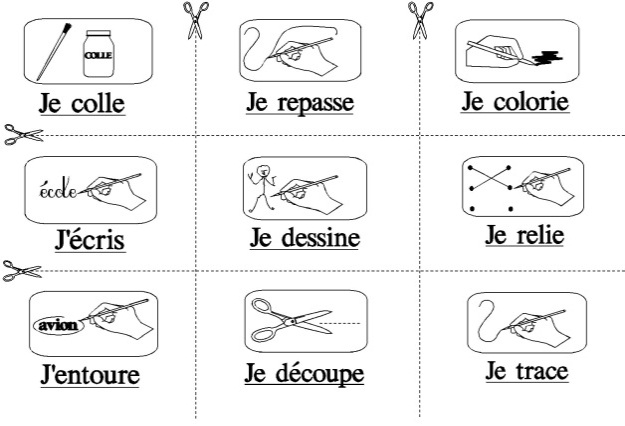 COLLE
Je colle
Je repasse
Je colorie
école
J'écris
Je dessine
Je relie
avion
J'entoure
Je découpe
Je trace